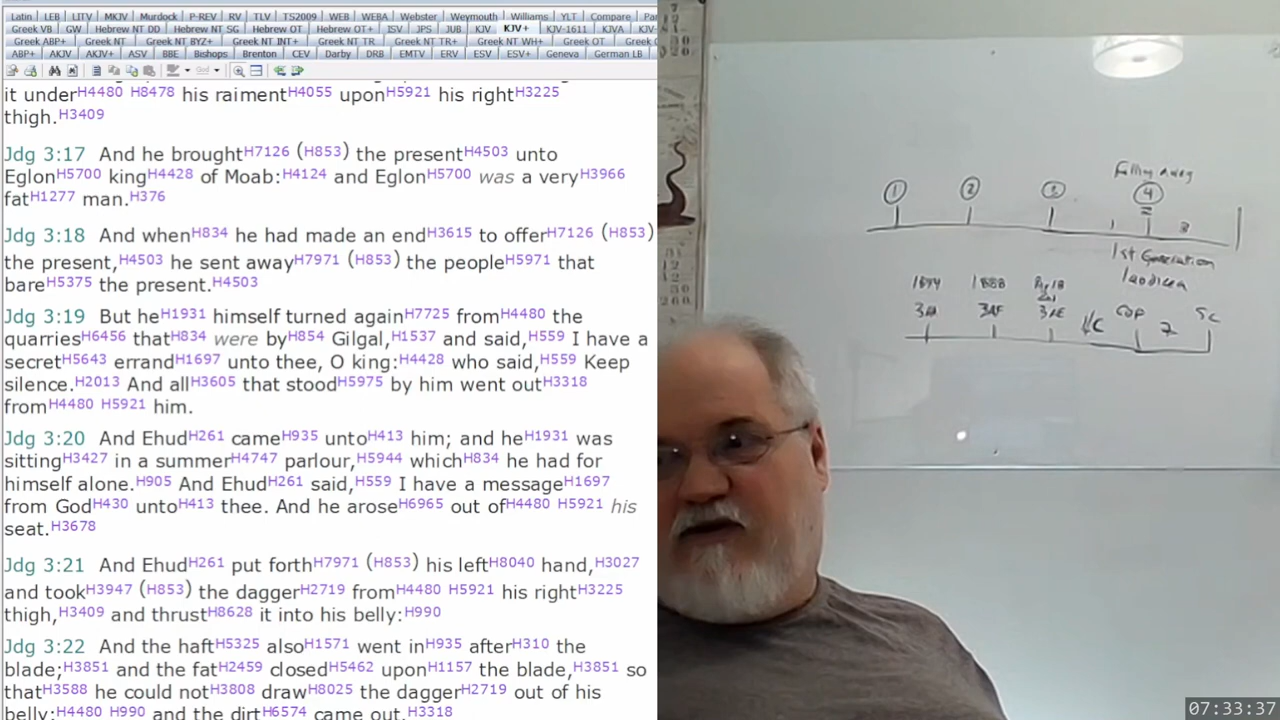 Latin LEB LITV MKJV Murdock P-REV RV TLV TS2009 WEB WEBA Webster Weymouth Williams YLT Compare
Greek VB GW Hebrew NT DD Hebrew NT SG Hebrew OT Hebrew OT+ ISV JPS JUB KJV KJV+ KJV-1611 KJVA
Greek ABP+ Greek NT Greek NT BYZ+ Greek NT INT+ Greek NT TR Greek NT TR+ Greek NT WH+ Greek OT
ABP+ AKJV AKJV+ ASV BBE Bishops Brenton CEV Darby DRB EMTV ERV ESV ESV+ Geneva German LB
it under H4480 H8478 his raiment H4055 upon H5921 his right H3225
thigh. H3409
Jdg 3:17 And he brought H7126 (H853) the present H4503 unto
Eglon H5700 king H4428 of Moab: H4124 and Eglon H5700 was a very H3966
fat H1277 man. H376
Jdg 3:18 And when H834 he had made an end H3615 to offer H7126 (H853)
the present, H4503 he sent away H7971 (H853) the people H5971 that
bare H5375 the present. H4503
Jdg 3:19 But he H1931 himself turned again H7725 from H4480 the
quarries H6456 that H834 were by H854 Gilgal, H1537 and said, H559 I have a
secret H5643 errand H1697 unto thee, O king: H4428 who said, H559 Keep
silence. H2013 And all H3605 that stood H5975 by him went out H3318
from H4480 H5921 him.
Jdg 3:20 And Ehud H261 came H935 unto H413 him; and he H1931 was
sitting H3427 in a summer H4747 parlour, H5944 which H834 he had for
himself alone. H905 And Ehud H261 said, H559 I have a message H1697
from God H430 unto H413 thee. And he arose H6965 out of H4480 H5921 his
seat. H3678
Jdg 3:21 And Ehud H261 put forth H7971 (H853) his left H8040 hand, H3027
and took H3947 (H853) the dagger H2719 from H4480 H5921 his right H3225
thigh, H3409 and thrust H8628 it into his belly: H990
Jdg 3:22 And the haft H5325 also H1571 went in H935 after H310 the
blade; H3851 and the fat H2459 closed H5462 upon H1157 the blade, H3851 so
that H3588 he could not H3808 draw H8025 the dagger H2719 out of his
belly; H4480 H990 and the dirt H6574 came out. H3318
Falling Away
1 2 3 4
1st Generation
laodicea
1844 1888
COP SC
07:33:37